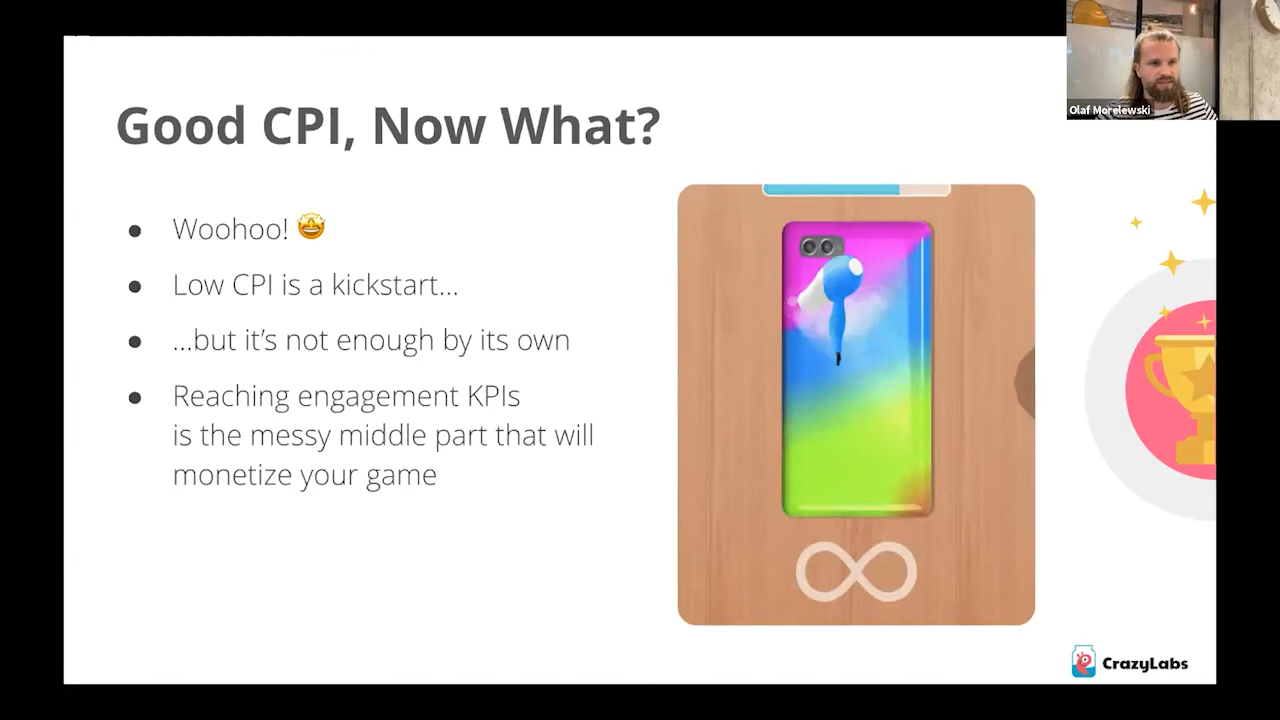 Good CPI, Now What?
Woohoo! 🤩
Low CPI is a kickstart...
...but it's not enough by its own
Reaching engagement KPIs
is the messy middle part that will
monetize your game
Olaf Morelewski
CrazyLabs